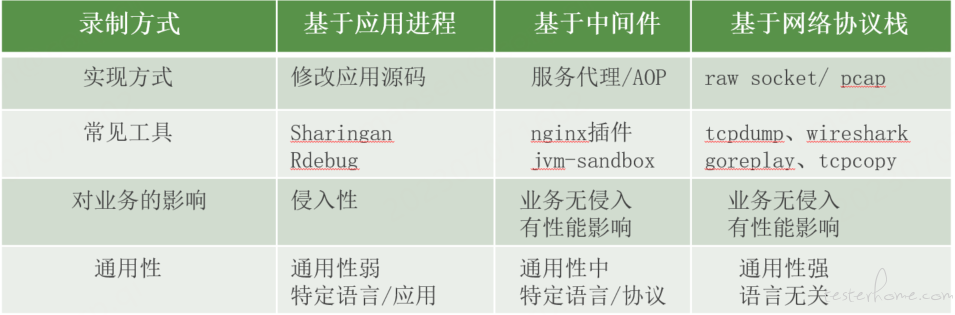 录制方式 基于应用进程 基于中间件 基于网络协议栈
实现方式 修改应用源码 服务代理/AOP raw socket/ pcap
常见工具 Sharingan nginx插件 tcpdump、wireshark
Rdebug jvm-sandbox goreplay、tcpcopy
对业务的影响 侵入性 业务无侵入 业务无侵入
有性能影响 有性能影响
通用性 通用性弱 通用性中 通用性强
特定语言/应用 特定语言/协议 语言无关
testerhome.com